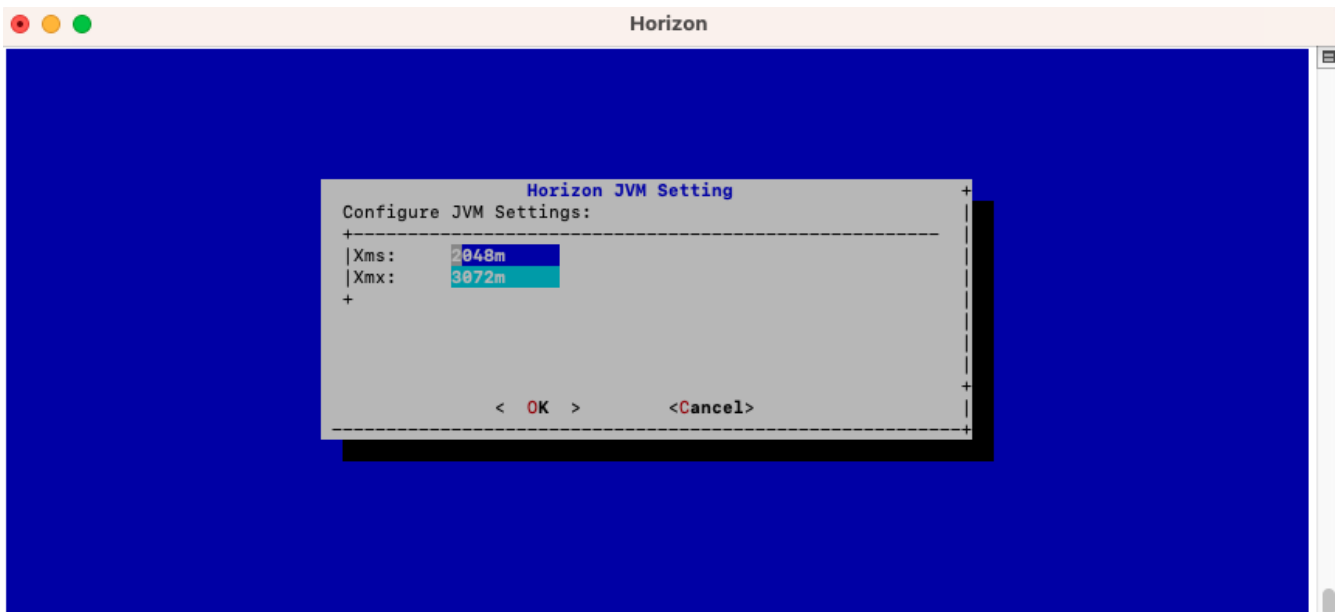 Horizon
Horizon JVM Setting
Configure JVM Settings:
|Xms: 2048m
|Xmx: 3072m
< OK > <Cancel>